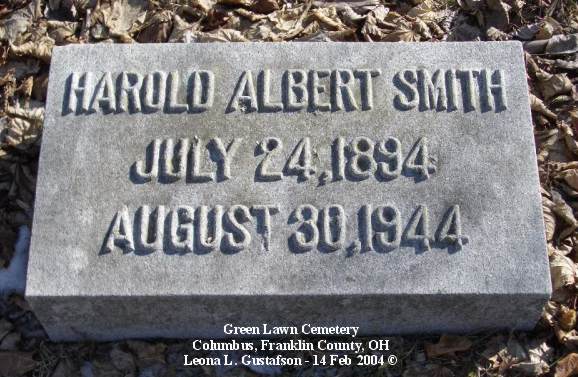 HAROLD ALBERT SMITH
JULY 24,1894
AUGUST 30,1944
Green Lawn Cemetery
Columbus, Franklin County, OH
Leona L. Gustafson - 14 Feb 2004 ©